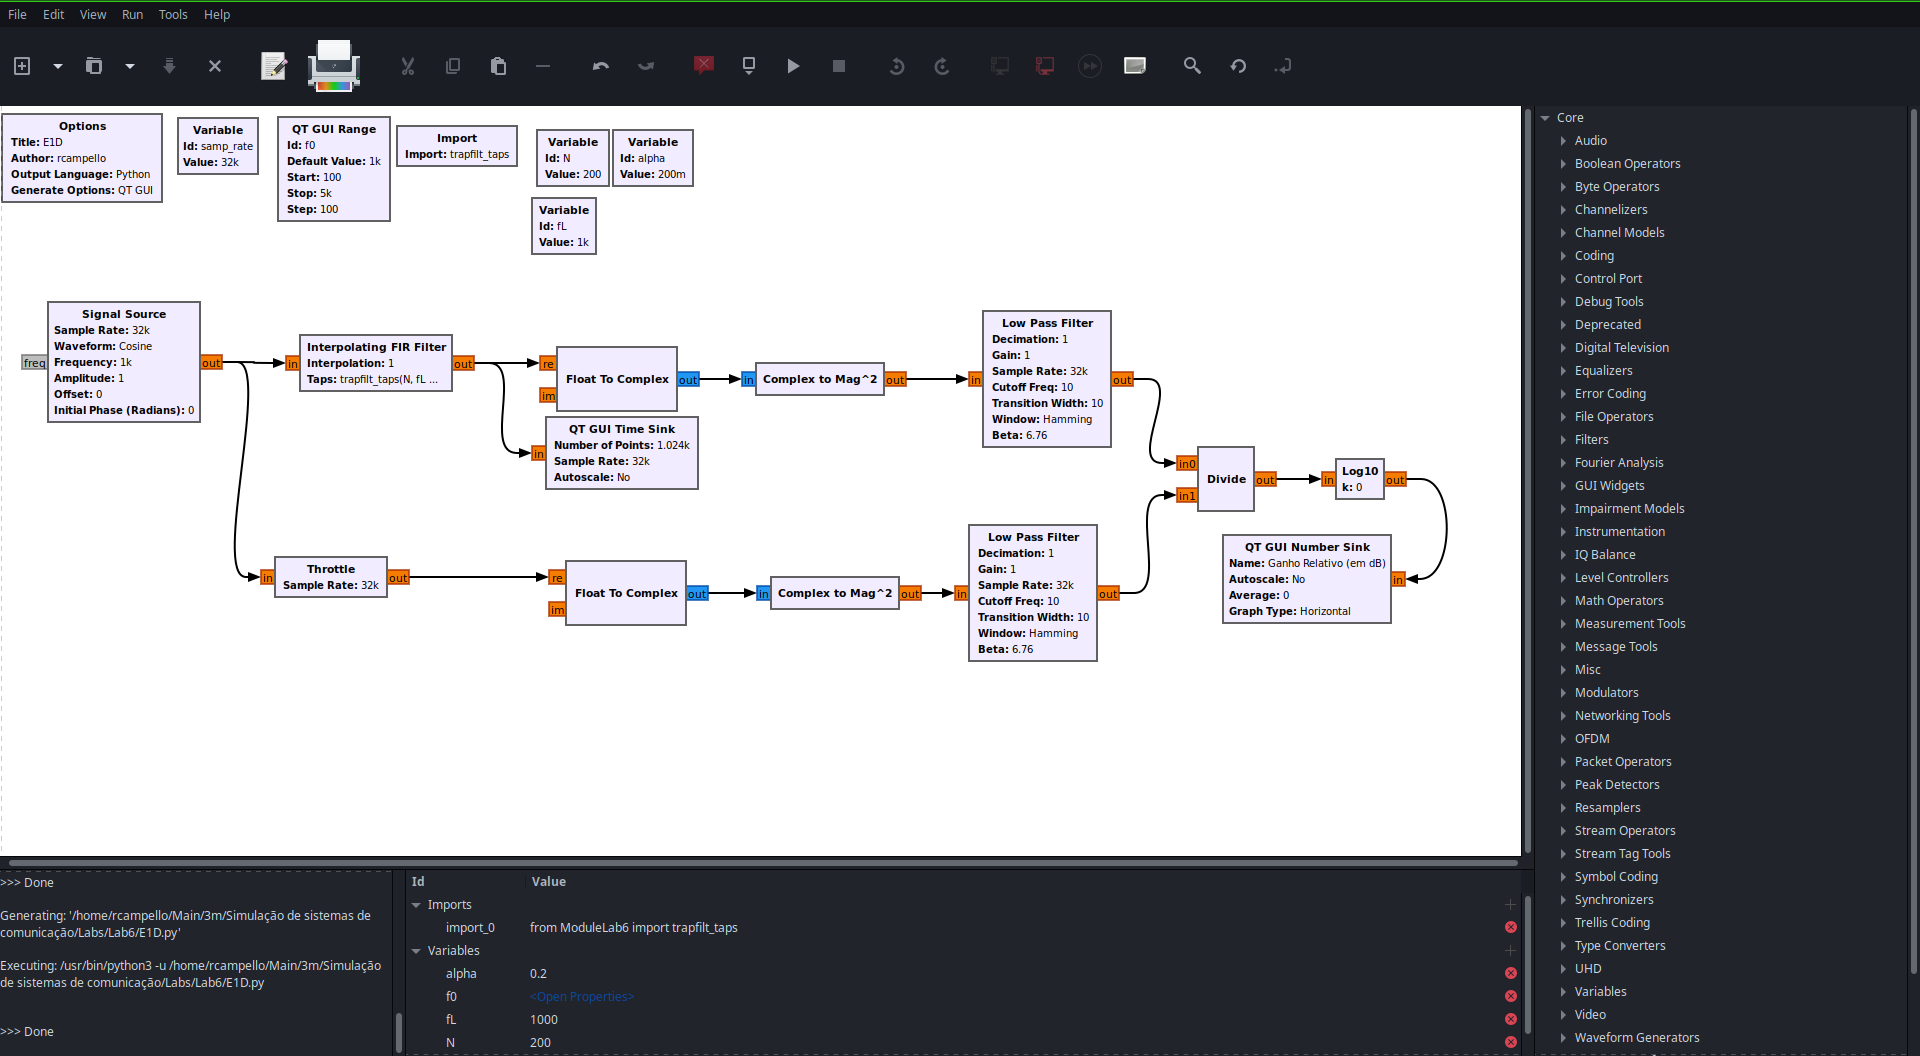 File Edit View Run Tools Help
Options
Title: E1D
Author: rcampello
Output Language: Python
Generate Options: QT GUI
Variable
Id: samp_rate
Value: 32k
QT GUI Range
Id: f0
Default Value: 1k
Start: 100
Stop: 5k
Step: 100
Import
Import: trapfilt_taps
Variable
Id: N
Value: 200
Variable
Id: alpha
Value: 200m
Variable
Id: fL
Value: 1k
Signal Source
Sample Rate: 32k
Waveform: Cosine
Frequency: 1k
Amplitude: 1
Offset: 0
Initial Phase (Radians): 0
freq
out
in
Interpolating FIR Filter
Interpolation: 1
Taps: trapfilt_taps(N, fL ...
out
re
im
Float To Complex
out
in
Complex to Mag^2
out
in
Low Pass Filter
Decimation: 1
Gain: 1
Sample Rate: 32k
Cutoff Freq: 10
Transition Width: 10
Window: Hamming
Beta: 6.76
out
in
QT GUI Time Sink
Number of Points: 1.024k
Sample Rate: 32k
Autoscale: No
in0
in1
Divide
out
in
Log10
k: 0
out
in
Throttle
Sample Rate: 32k
out
re
im
Float To Complex
out
in
Complex to Mag^2
out
in
Low Pass Filter
Decimation: 1
Gain: 1
Sample Rate: 32k
Cutoff Freq: 10
Transition Width: 10
Window: Hamming
Beta: 6.76
out
QT GUI Number Sink
Name: Ganho Relativo (em dB)
Autoscale: No
Average: 0
Graph Type: Horizontal
in
Core
Audio
Boolean Operators
Byte Operators
Channelizers
Channel Models
Coding
Control Port
Debug Tools
Deprecated
Digital Television
Equalizers
Error Coding
File Operators
Filters
Fourier Analysis
GUI Widgets
Impairment Models
Instrumentation
IQ Balance
Level Controllers
Math Operators
Measurement Tools
Message Tools
Misc
Modulators
Networking Tools
OFDM
Packet Operators
Peak Detectors
Resamplers
Stream Operators
Stream Tag Tools
Symbol Coding
Synchronizers
Trellis Coding
Type Converters
UHD
Variables
Video
Waveform Generators
>>> Done
Generating: '/home/rcampello/Main/3m/Simulação de sistemas de
comunicação/Labs/Lab6/E1D.py'
Executing: /usr/bin/python3 -u /home/rcampello/Main/3m/Simulação
de sistemas de comunicação/Labs/Lab6/E1D.py
>>> Done
Id Value
Imports
import_0 from ModuleLab6 import trapfilt_taps
Variables
alpha 0.2
f0 <Open Properties>
fL 1000
N 200